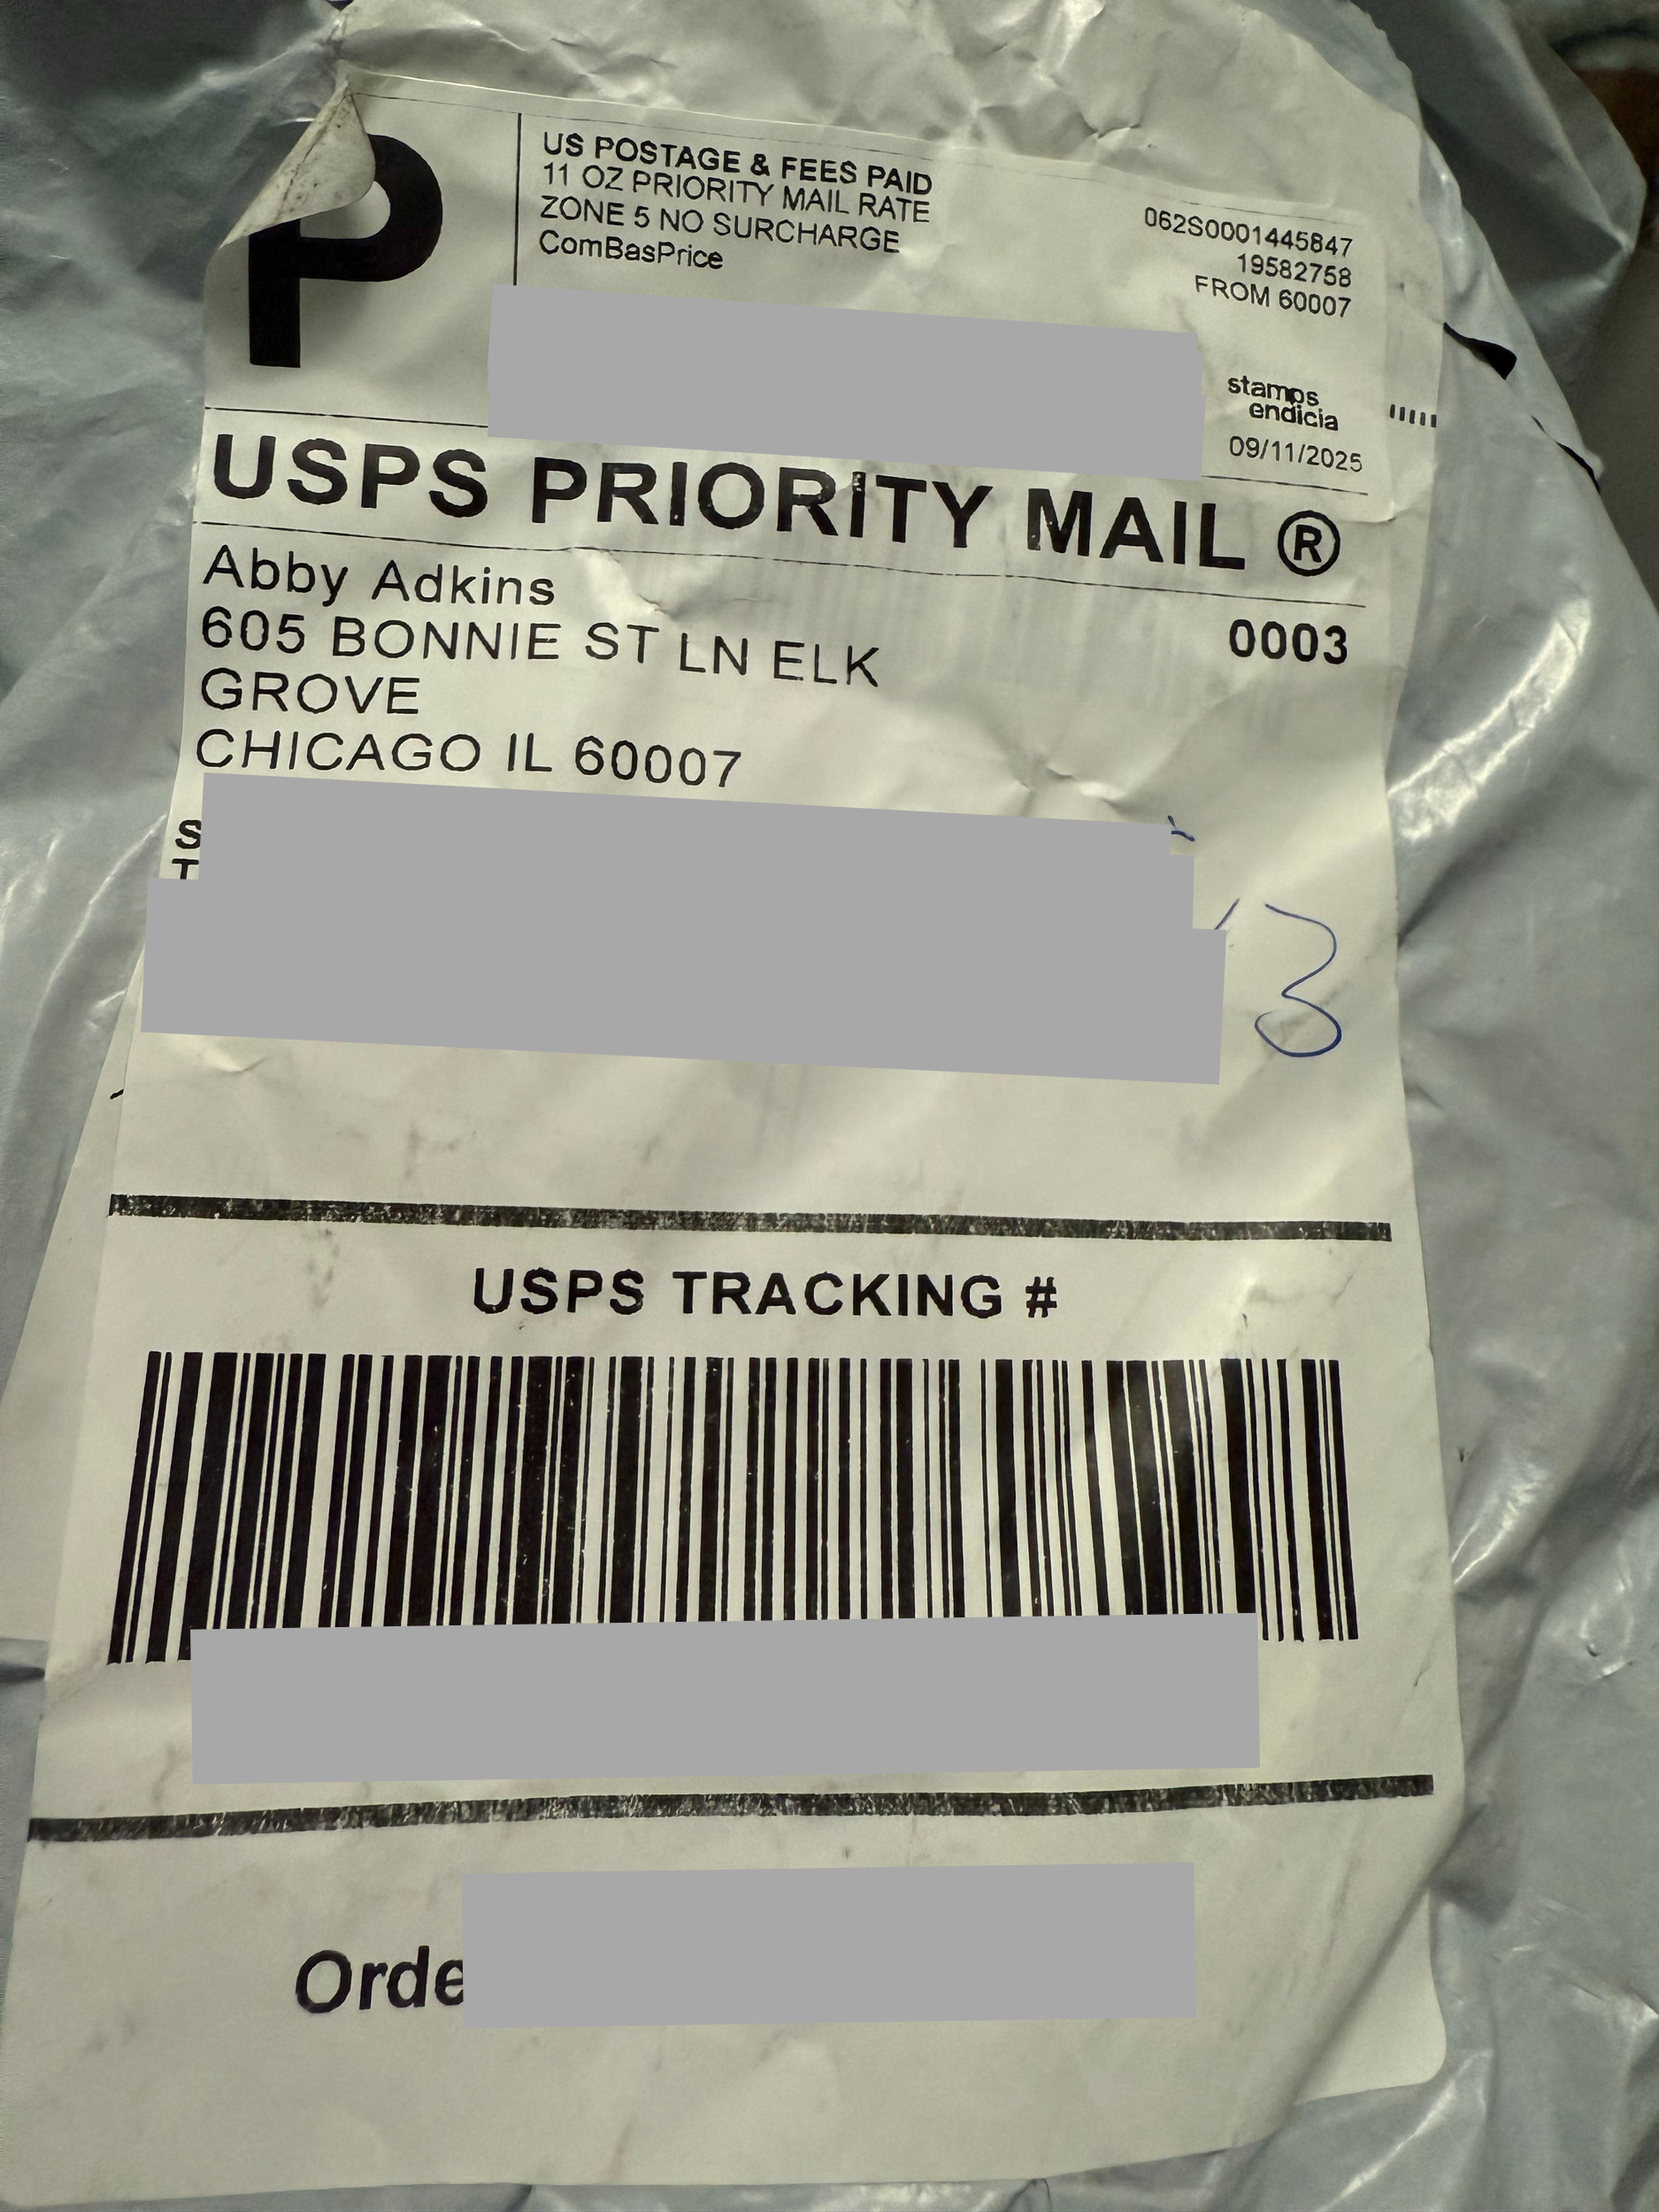 P
US POSTAGE & FEES PAID
11 OZ PRIORITY MAIL RATE
ZONE 5 NO SURCHARGE
ComBasPrice
062S0001445847
19582758
FROM 60007
stamps
endicia
09/11/2025
USPS PRIORITY MAIL ®
Abby Adkins
605 BONNIE ST LN ELK
GROVE
CHICAGO IL 60007
0003
S
T
3
USPS TRACKING #
Orde